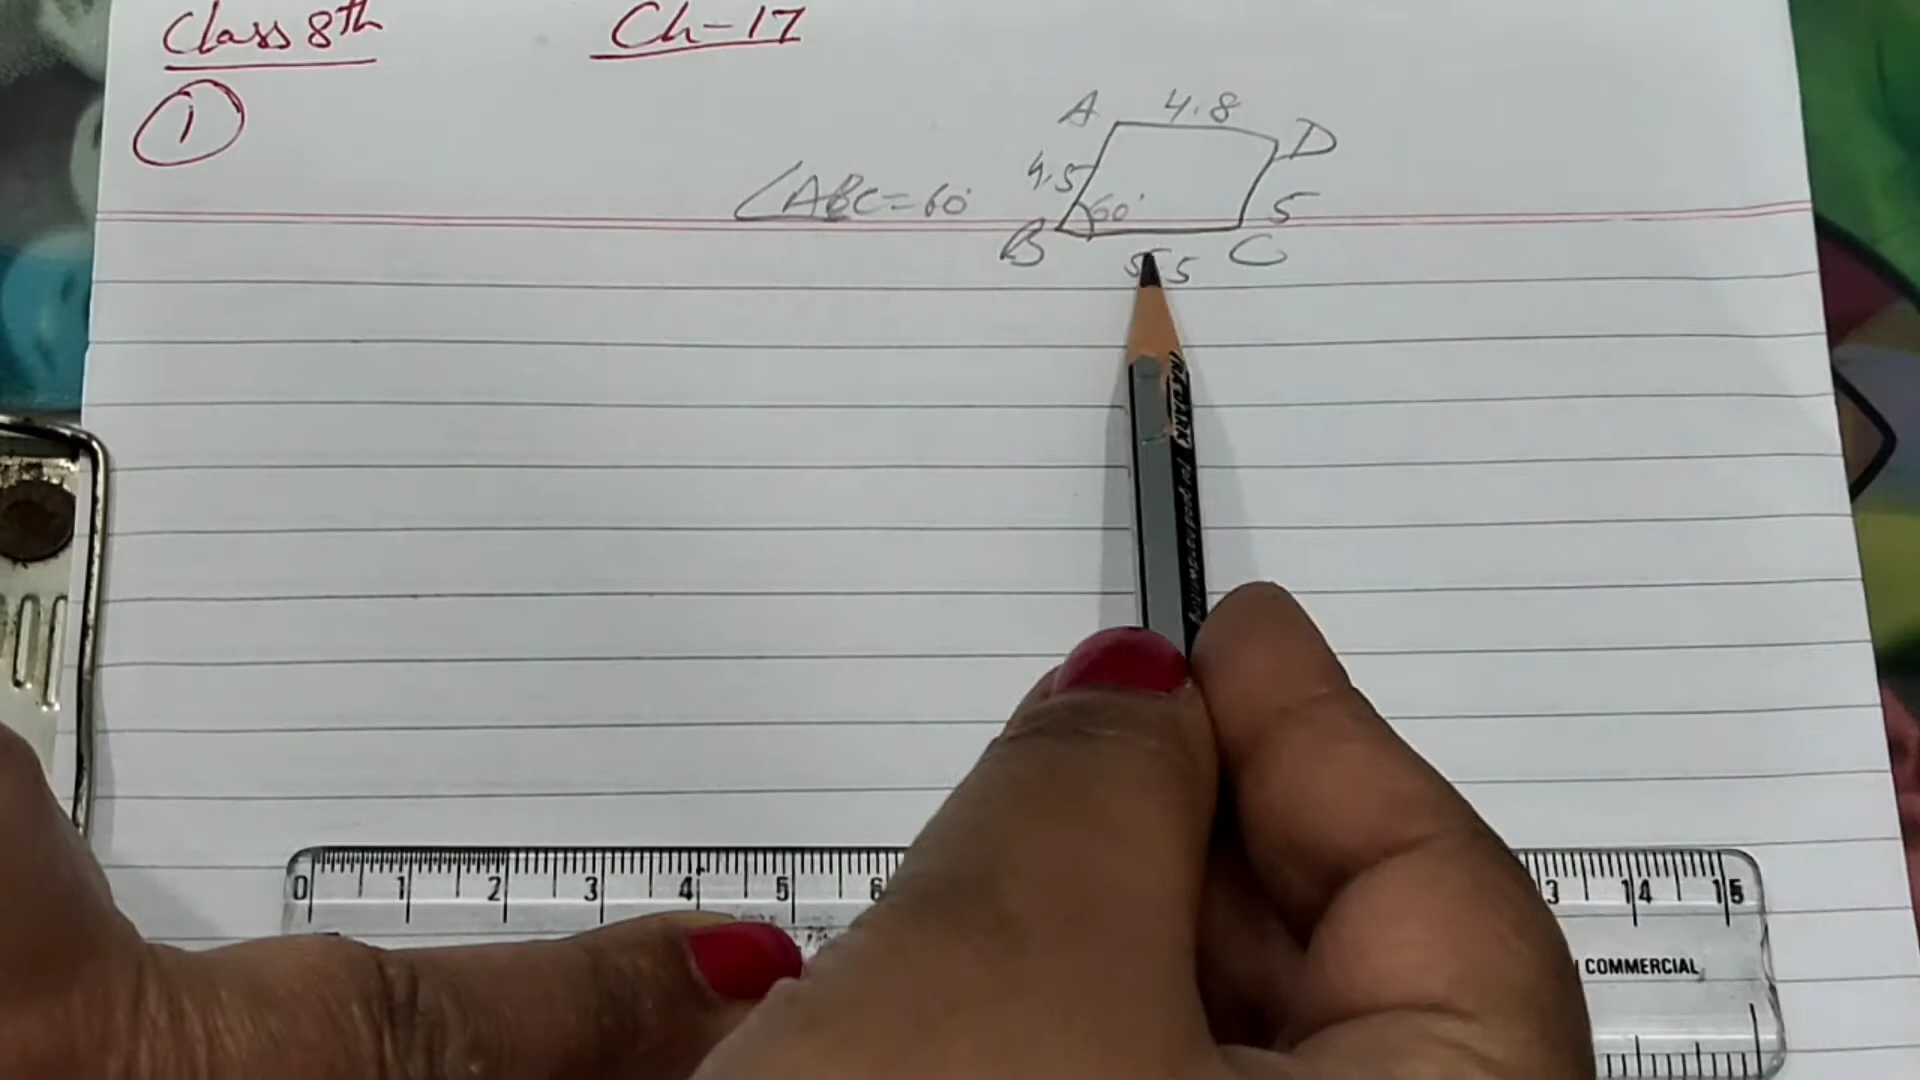 Class 8th Ch-17
1
A 4.8 D
4.5
∠ABC=60° 60° 5
B C
5.5
0 1 2 3 4 5 6 3 14 15
COMMERCIAL